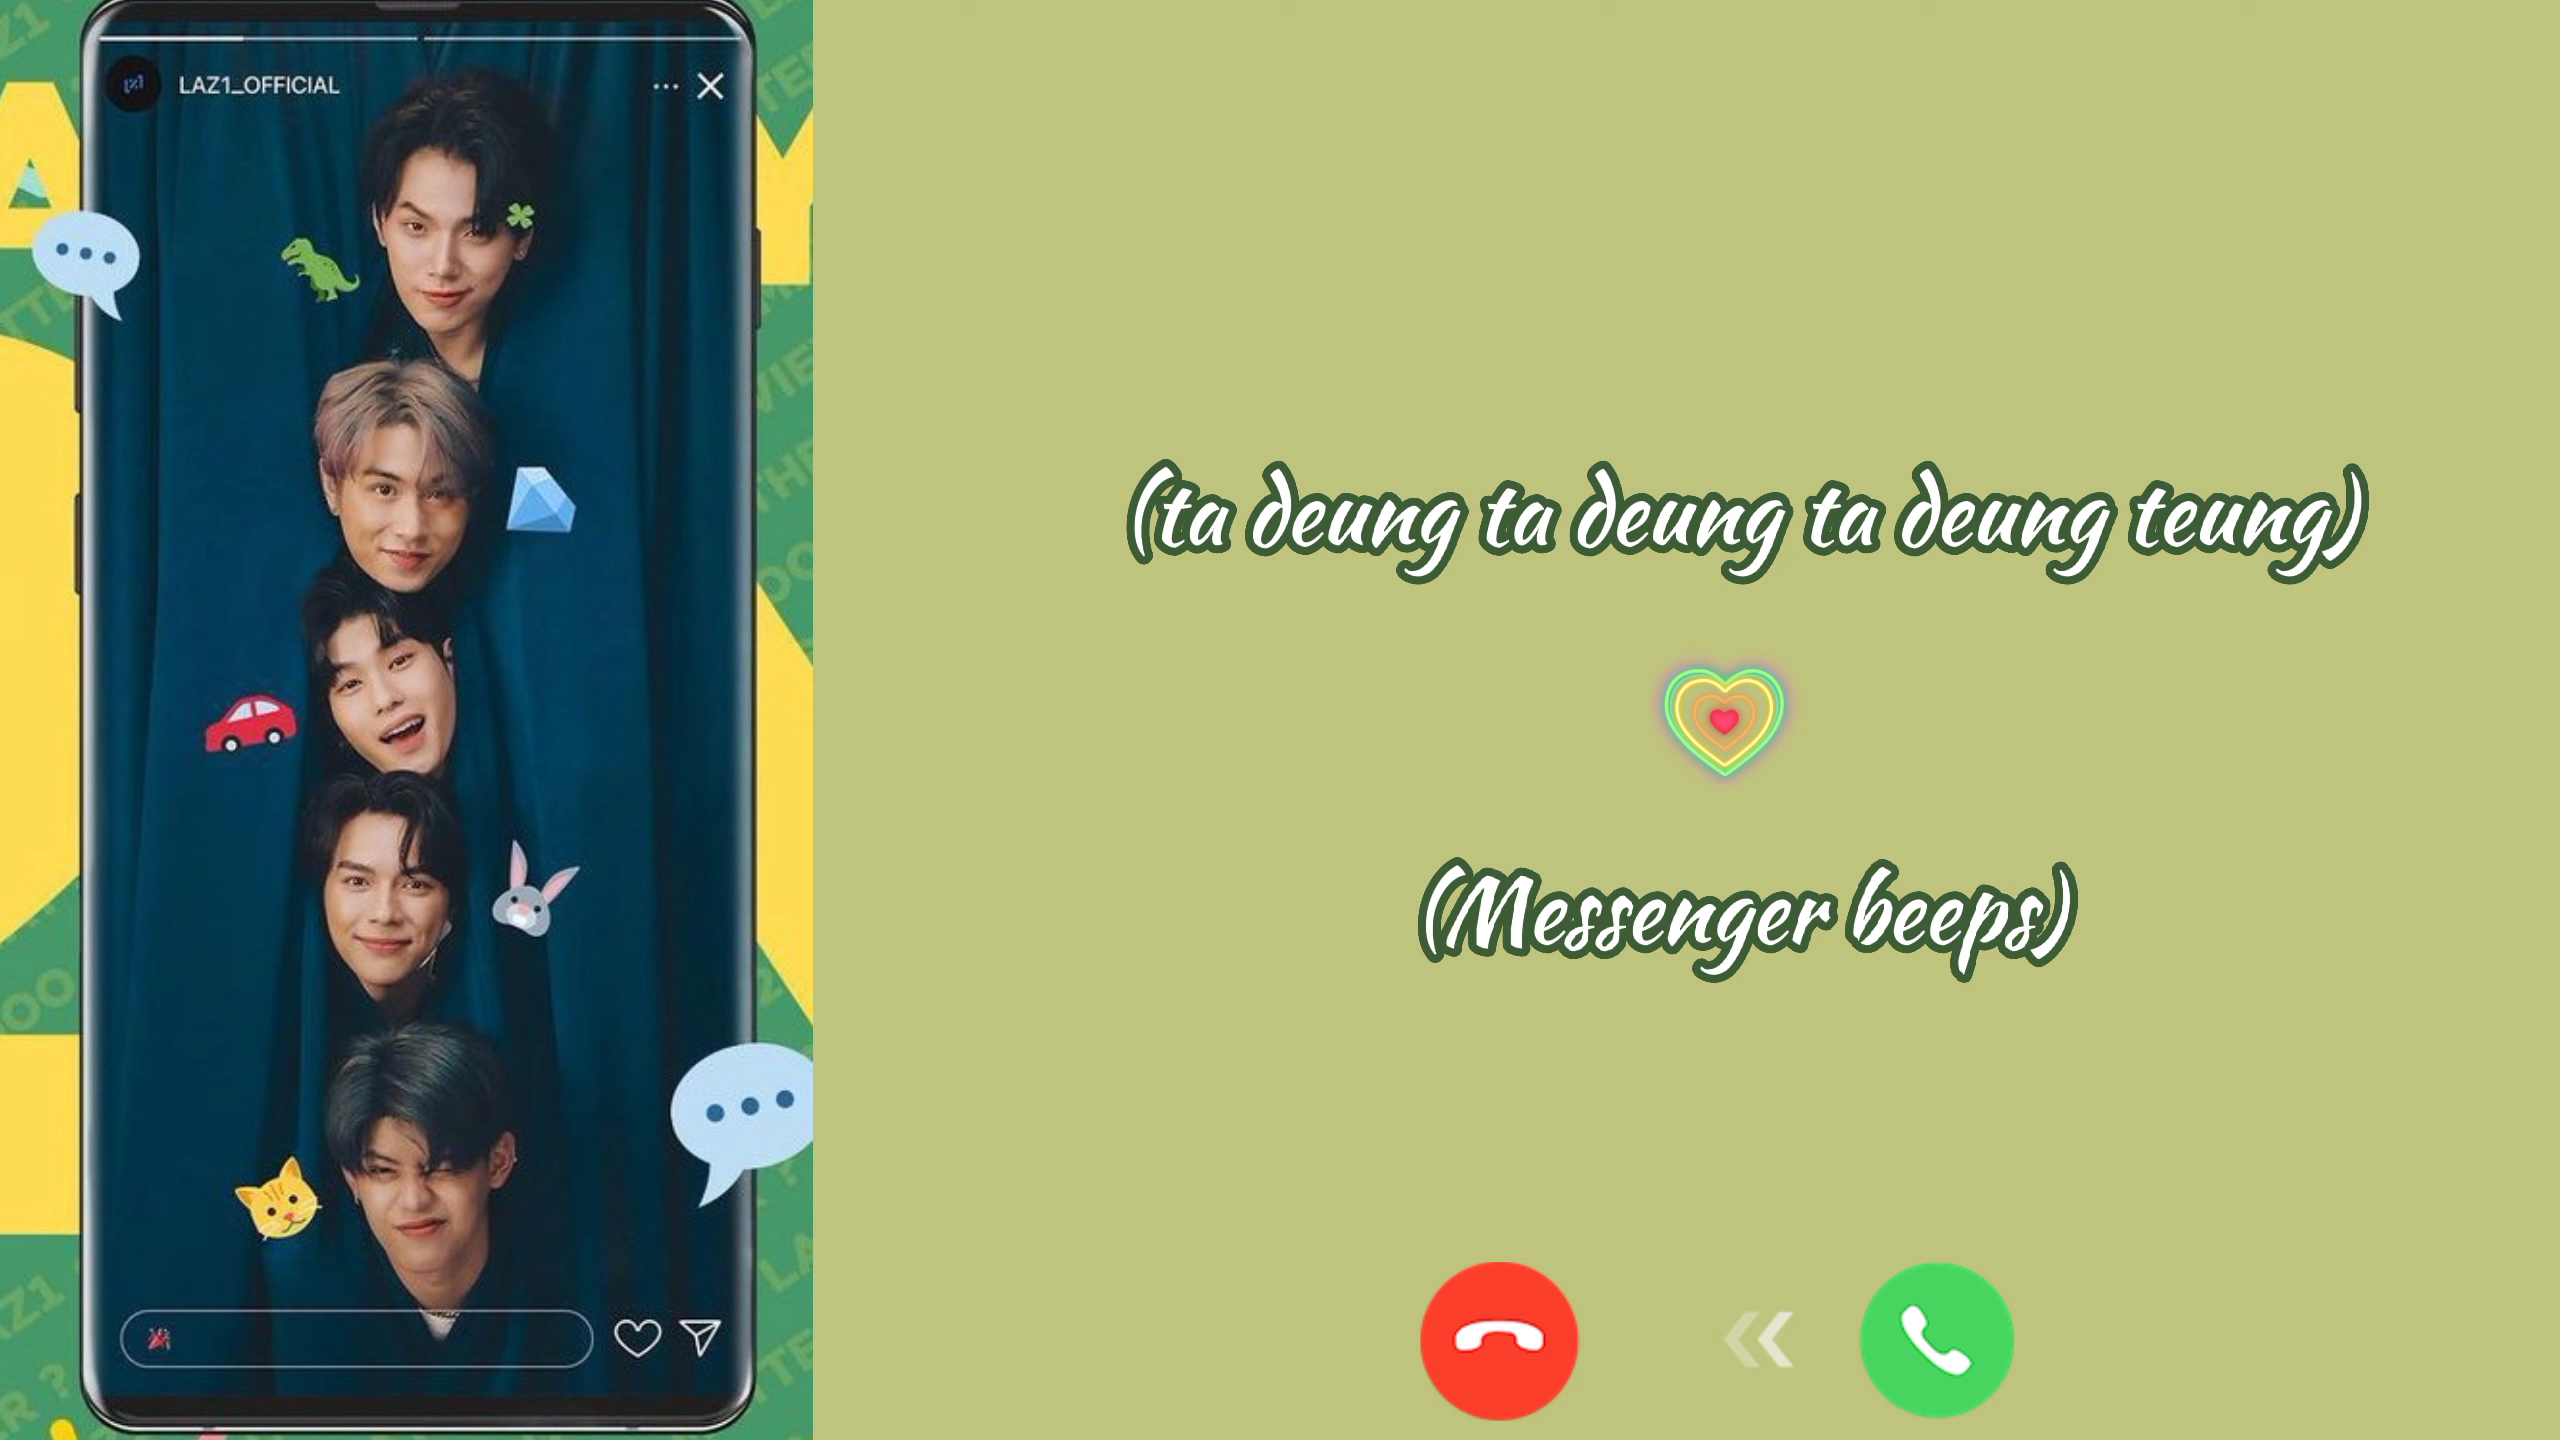 LAZ1_OFFICIAL
(ta deung ta deung ta deung teung)
(Messenger beeps)